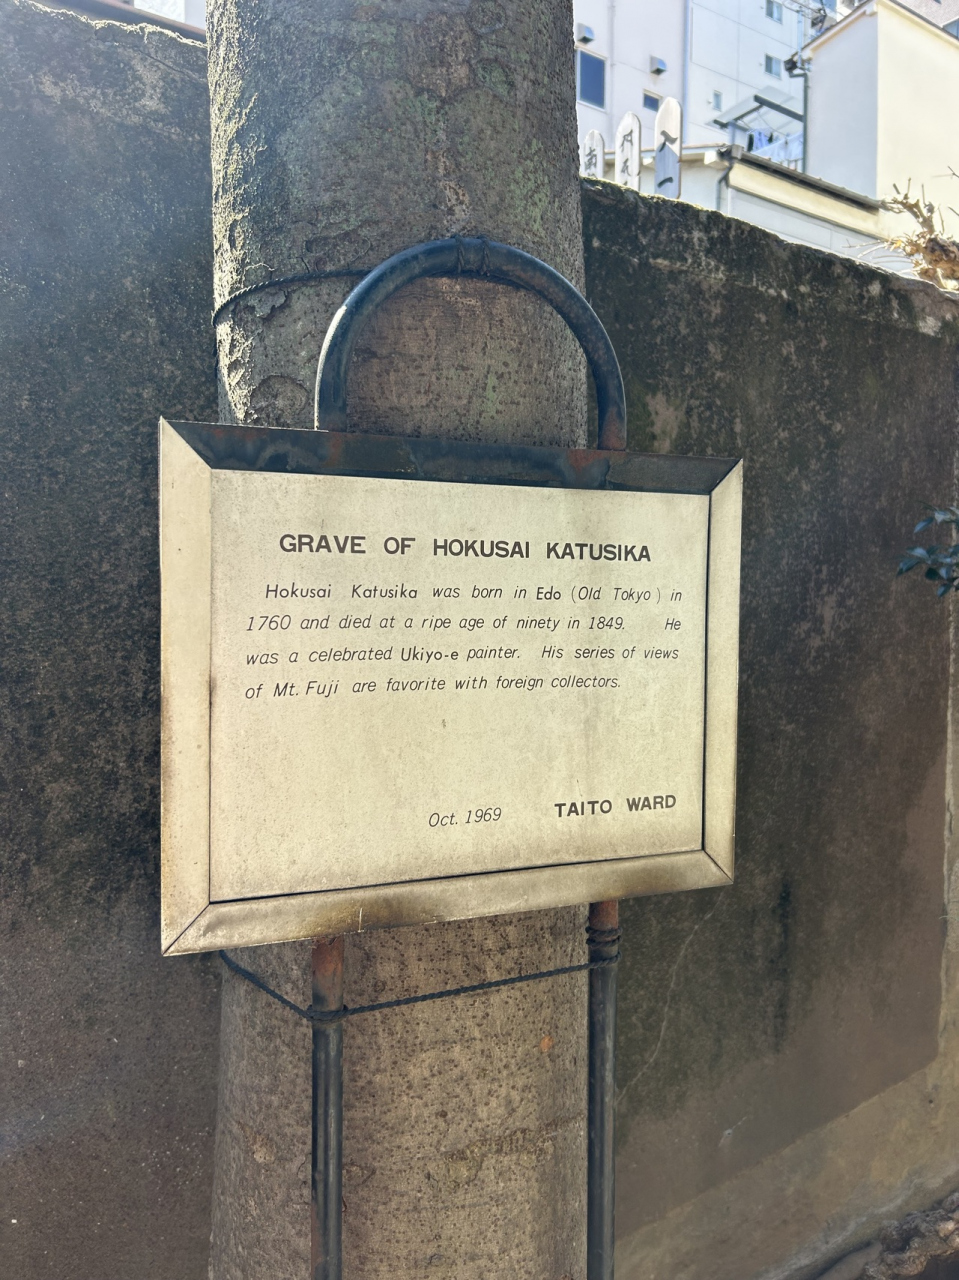 GRAVE OF HOKUSAI KATUSIKA
Hokusai Katusika was born in Edo (Old Tokyo) in
1760 and died at a ripe age of ninety in 1849. He
was a celebrated Ukiyo-e painter. His series of views
of Mt. Fuji are favorite with foreign collectors.
Oct. 1969 TAITO WARD